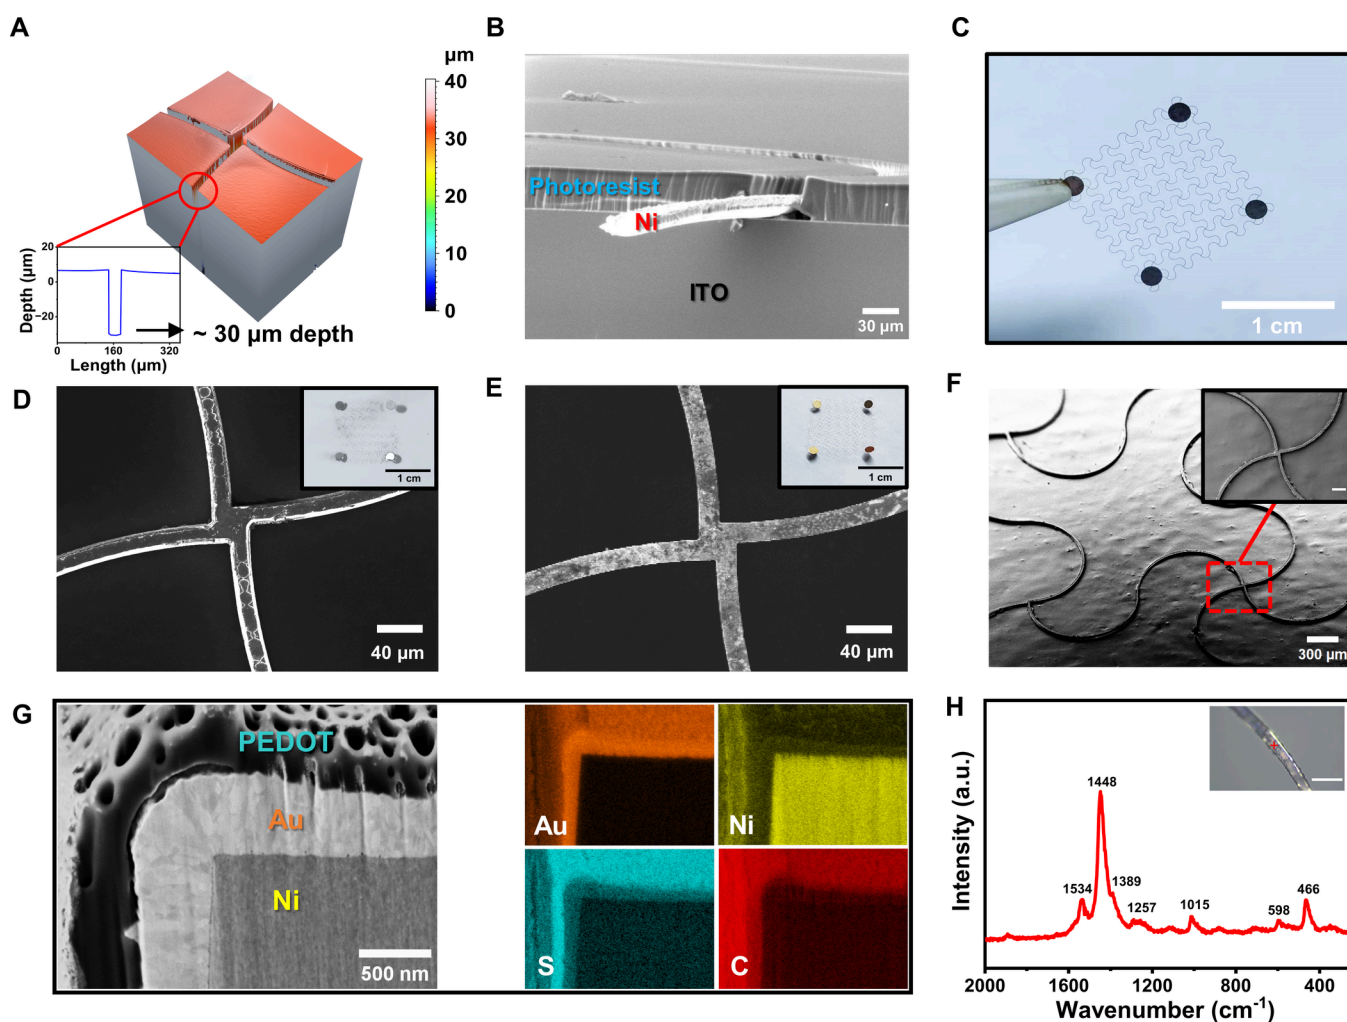 A
µm
40
30
20
10
0
20
0
−20
Depth (µm)
0
160
320
Length (µm)
~ 30 µm depth
B
Photoresist
Ni
ITO
30 µm
C
1 cm
D
1 cm
40 µm
E
1 cm
40 µm
F
300 µm
G
PEDOT
Au
Ni
500 nm
Au
Ni
S
C
H
Intensity (a.u.)
1448
1534
1389
1257
1015
598
466
2000
1600
1200
800
400
Wavenumber (cm⁻¹)